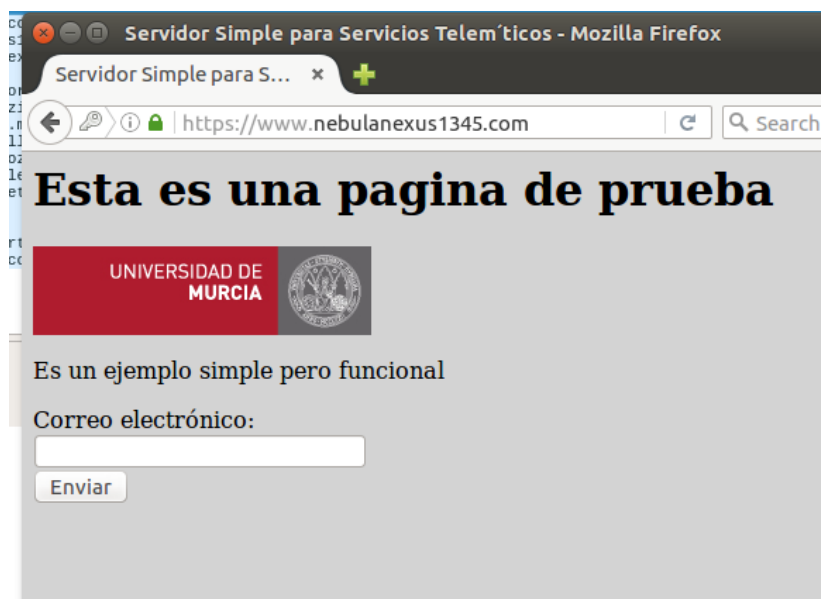 Servidor Simple para Servicios Telem´ticos - Mozilla Firefox
Servidor Simple para S...
https://www.nebulanexus1345.com
Search
Esta es una pagina de prueba
UNIVERSIDAD DE
MURCIA
Es un ejemplo simple pero funcional
Correo electrónico:
Enviar